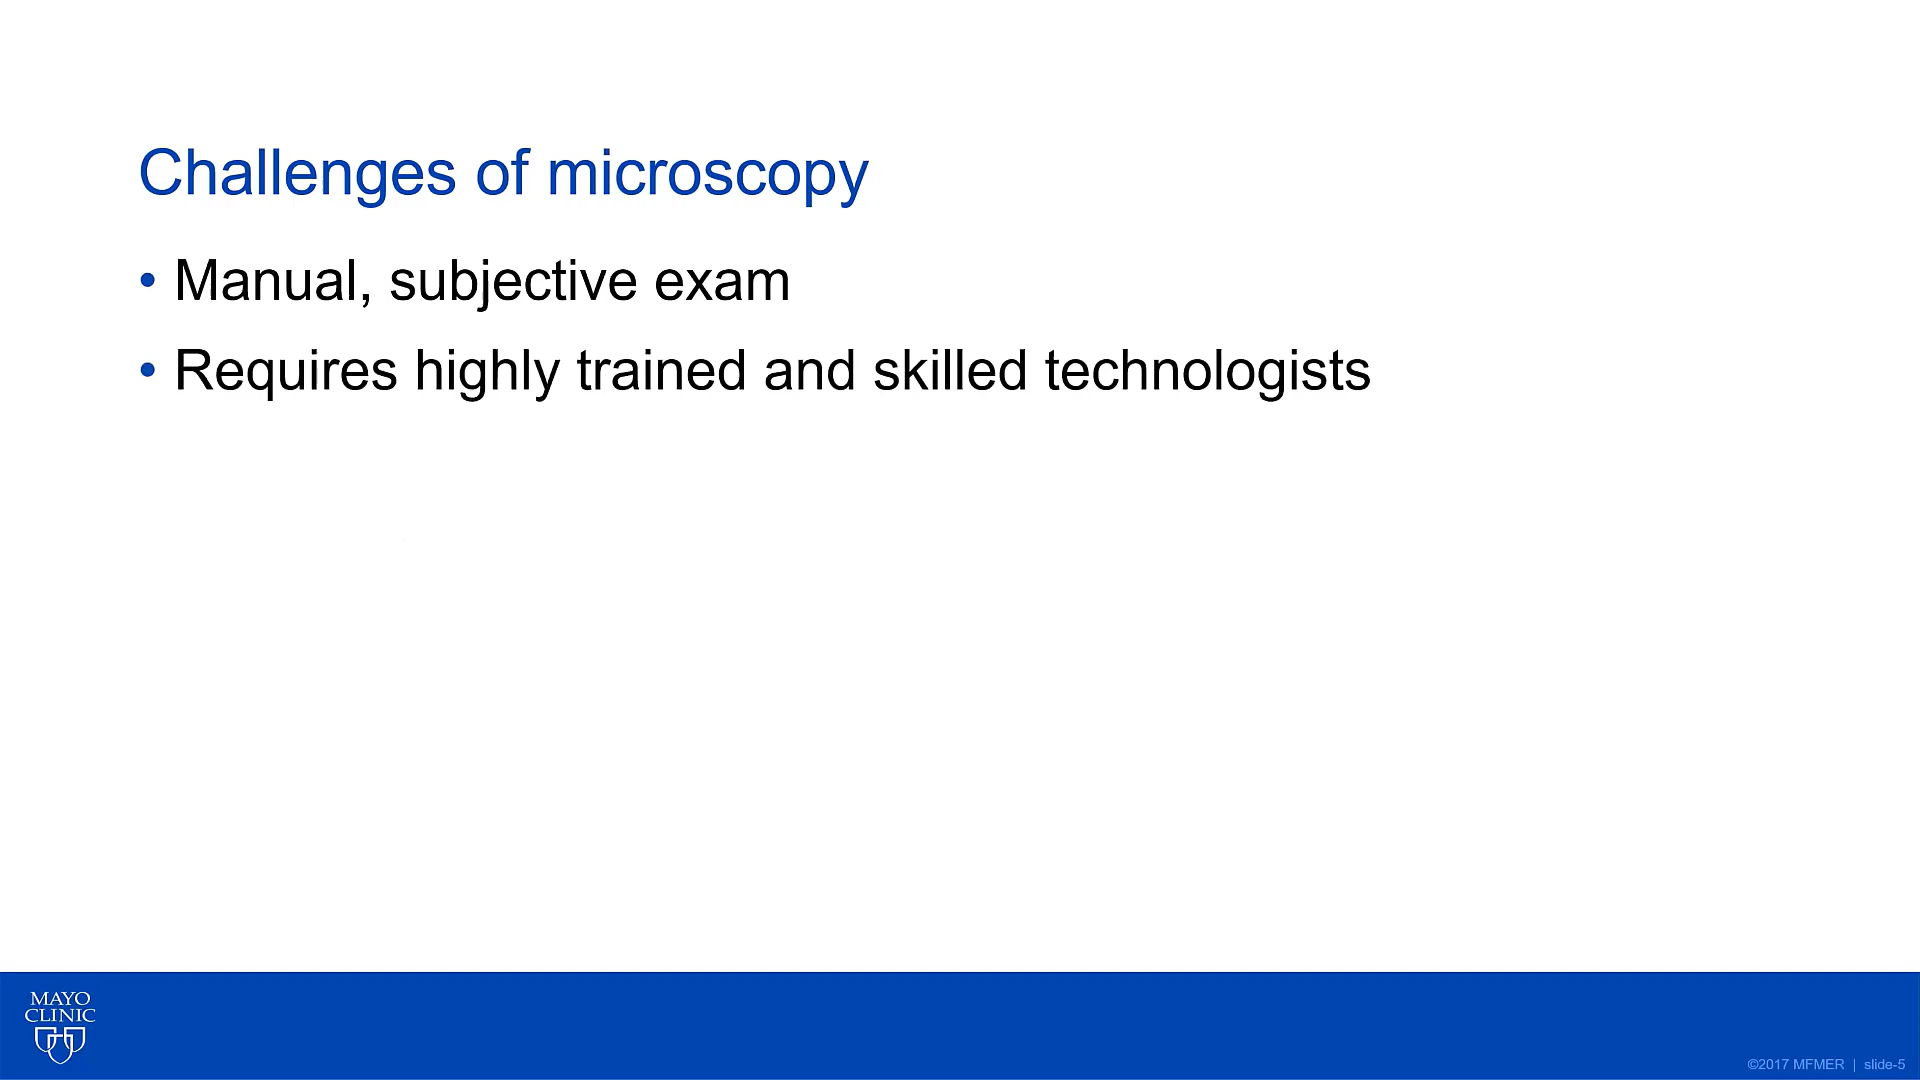 Challenges of microscopy
• Manual, subjective exam
• Requires highly trained and skilled technologists
MAYO
CLINIC
©2017 MFMER | slide-5